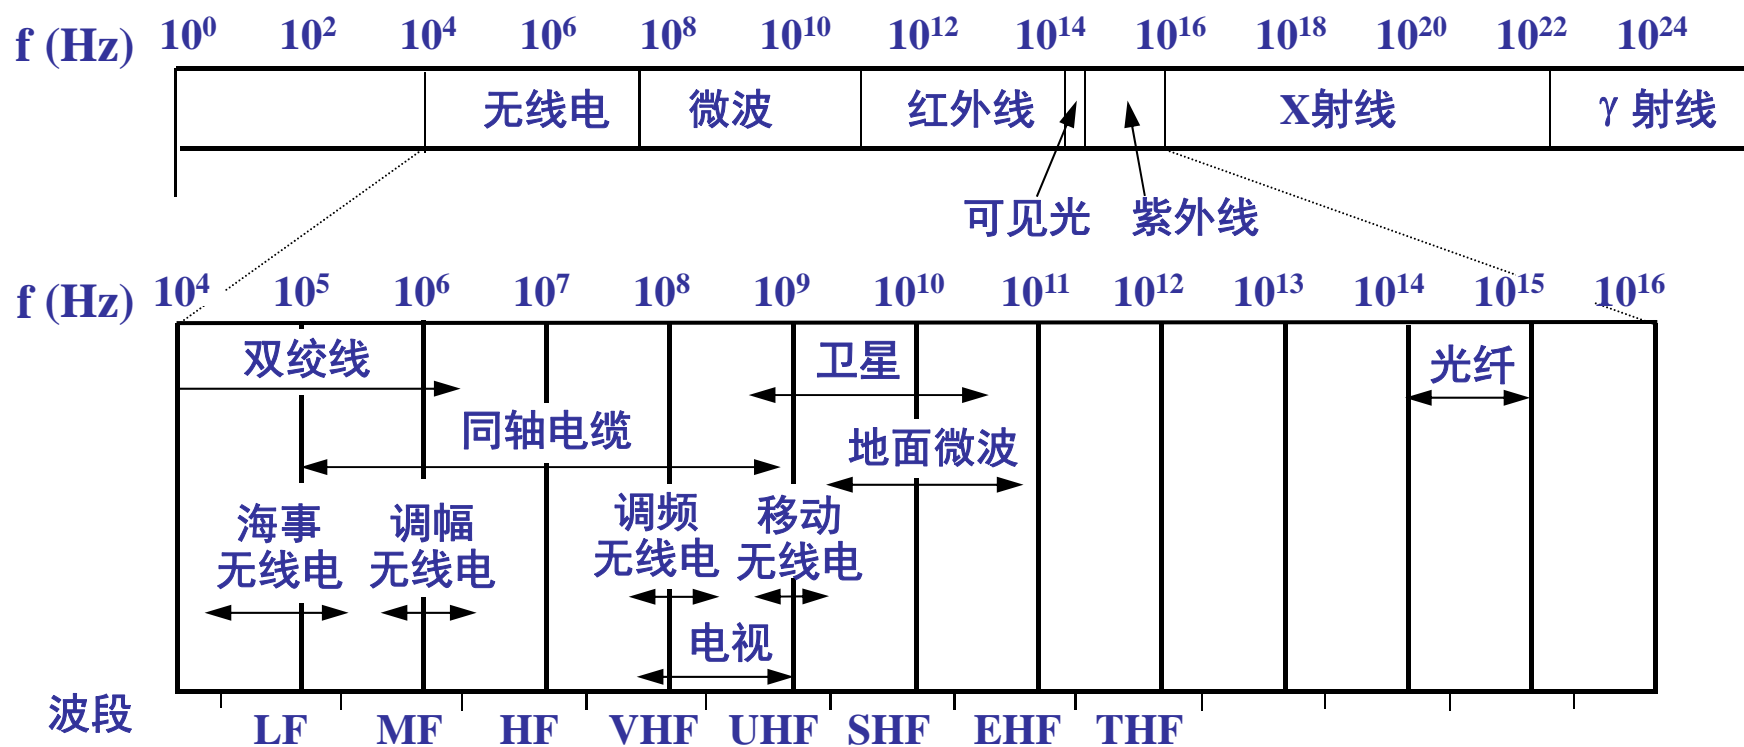 f (Hz) 10⁰ 10² 10⁴ 10⁶ 10⁸ 10¹⁰ 10¹² 10¹⁴ 10¹⁶ 10¹⁸ 10²⁰ 10²² 10²⁴
无线电 微波 红外线 X射线 γ 射线
可见光 紫外线
f (Hz) 10⁴ 10⁵ 10⁶ 10⁷ 10⁸ 10⁹ 10¹⁰ 10¹¹ 10¹² 10¹³ 10¹⁴ 10¹⁵ 10¹⁶
双绞线 卫星 光纤
同轴电缆 地面微波
海事 调幅 调频 移动
无线电 无线电 无线电 无线电
电视
波段 LF MF HF VHF UHF SHF EHF THF